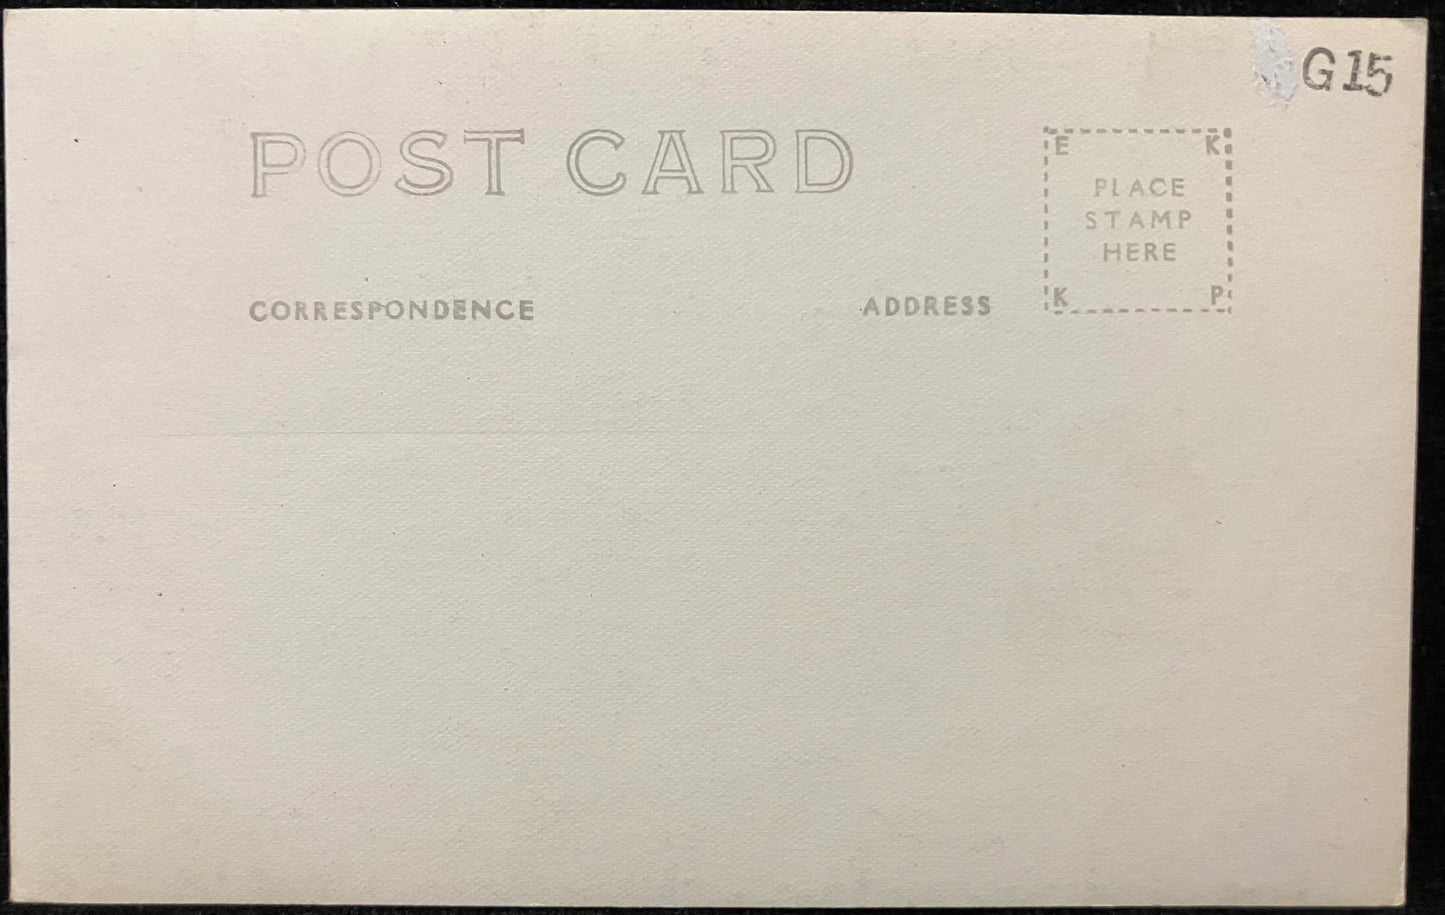 G15
POST CARD
E K
PLACE
STAMP
HERE
K P
CORRESPONDENCE
ADDRESS